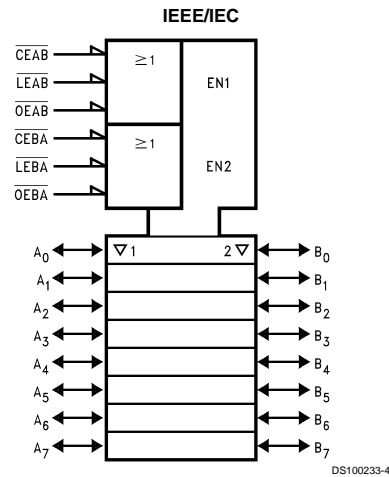 IEEE/IEC
CEAB
≥1
LEAB
EN1
OEAB
CEBA
≥1
LEBA
EN2
OEBA
A0 ▽1 2▽ B0
A1 B1
A2 B2
A3 B3
A4 B4
A5 B5
A6 B6
A7 B7
DS100233-4